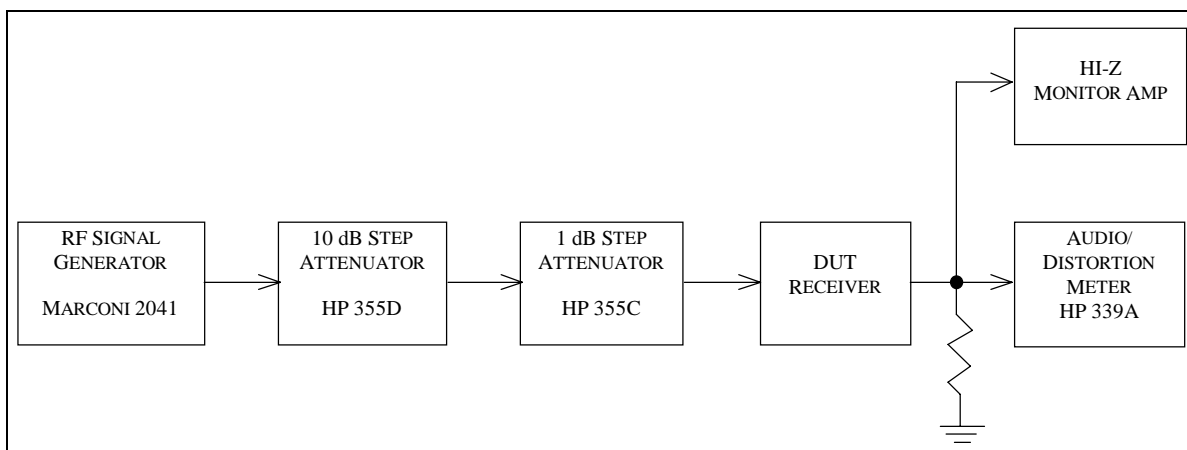 HI-Z
MONITOR AMP
RF SIGNAL
GENERATOR
MARCONI 2041
10 dB STEP
ATTENUATOR
HP 355D
1 dB STEP
ATTENUATOR
HP 355C
DUT
RECEIVER
AUDIO/
DISTORTION
METER
HP 339A